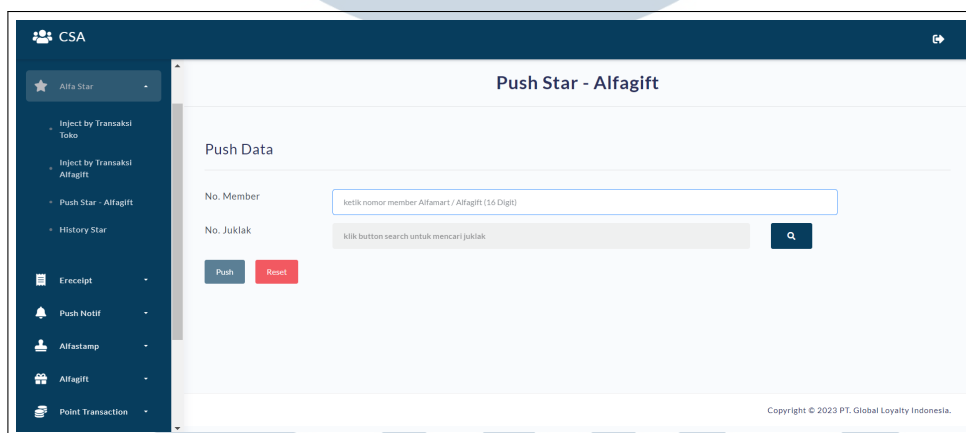 CSA
Alfa Star
Inject by Transaksi
Toko
Inject by Transaksi
Alfagift
Push Star - Alfagift
History Star
Ereceipt
Push Notif
Alfastamp
Alfagift
Point Transaction
Push Star - Alfagift
Push Data
No. Member
ketik nomor member Alfamart / Alfagift (16 Digit)
No. Juklak
klik button search untuk mencari juklak
Push
Reset
Copyright © 2023 PT. Global Loyalty Indonesia.